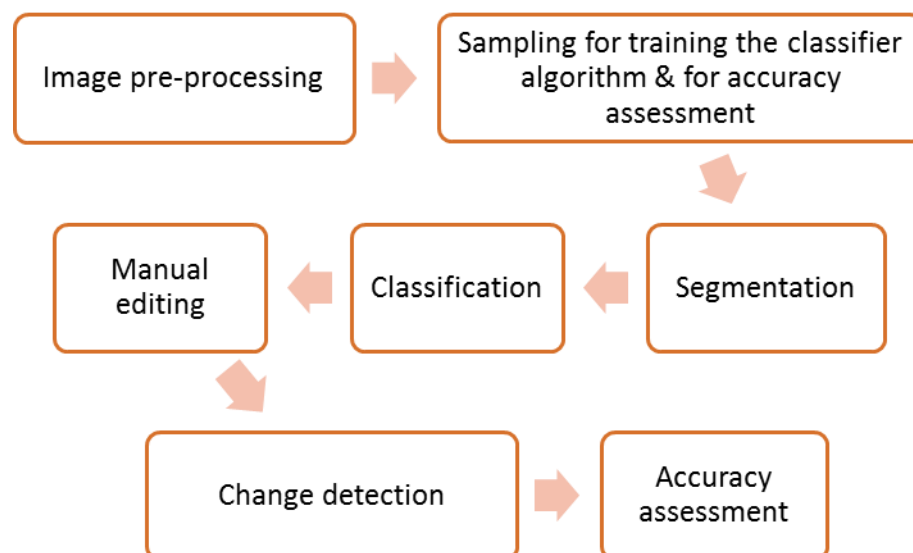 Image pre-processing
Sampling for training the classifier
algorithm & for accuracy
assessment
Segmentation
Classification
Manual
editing
Change detection
Accuracy
assessment